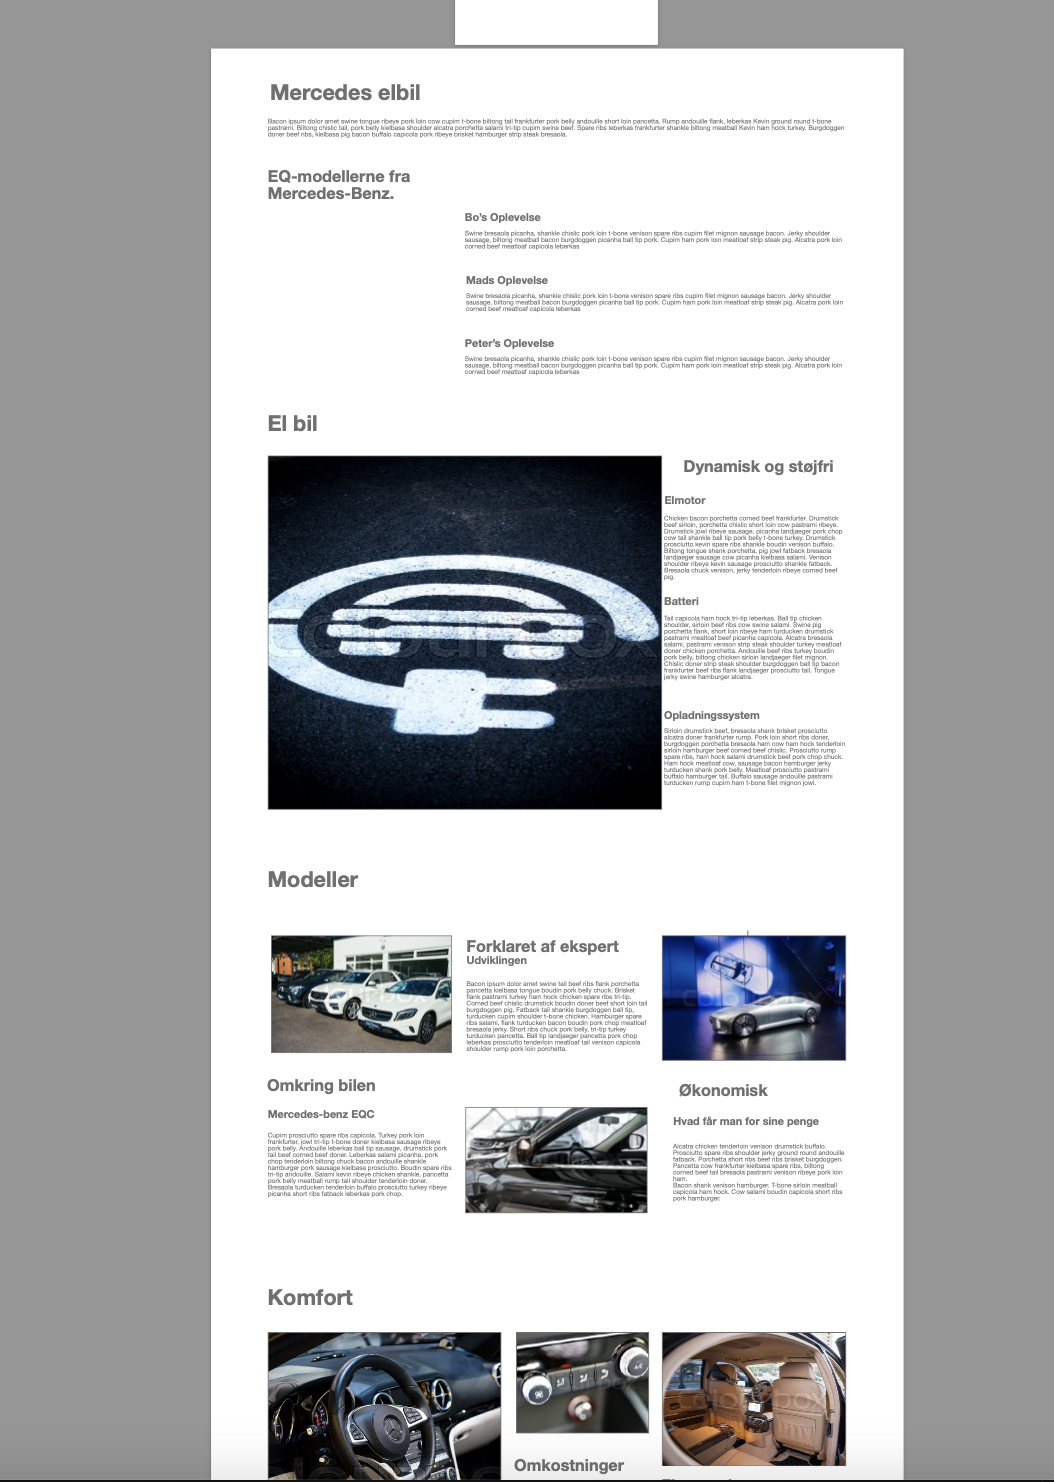 Mercedes elbil
Bacon ipsum dolor amet swine tongue ribeye pork loin cow cupim t-bone biltong tail frankfurter pork belly andouille short loin pancetta. Rump andouille flank, leberkas Kevin ground round t-bone
pastrami. Biltong chislic tail, pork belly kielbasa shoulder alcatra porchetta salami tri-tip cupim swine beef. Spare ribs leberkas frankfurter shankle biltong meatball Kevin ham hock turkey. Burgdoggen
doner beef ribs, kielbasa pig bacon buffalo capicola pork ribeye brisket hamburger strip steak bresaola.
EQ-modellerne fra
Mercedes-Benz.
Bo's Oplevelse
Swine bresaola picanha, shankle chislic pork loin t-bone venison spare ribs cupim filet mignon sausage bacon. Jerky shoulder
sausage, biltong meatball bacon burgdoggen picanha ball tip pork. Cupim ham pork loin meatloaf strip steak pig. Alcatra pork loin
corned beef meatloaf capicola leberkas
Mads Oplevelse
Swine bresaola picanha, shankle chislic pork loin t-bone venison spare ribs cupim filet mignon sausage bacon. Jerky shoulder
sausage, biltong meatball bacon burgdoggen picanha ball tip pork. Cupim ham pork loin meatloaf strip steak pig. Alcatra pork loin
corned beef meatloaf capicola leberkas
Peter's Oplevelse
Swine bresaola picanha, shankle chislic pork loin t-bone venison spare ribs cupim filet mignon sausage bacon. Jerky shoulder
sausage, biltong meatball bacon burgdoggen picanha ball tip pork. Cupim ham pork loin meatloaf strip steak pig. Alcatra pork loin
corned beef meatloaf capicola leberkas
El bil
Dynamisk og støjfri
Elmotor
Chicken bacon porchetta corned beef frankfurter. Drumstick
beef sirloin, porchetta chislic short loin cow pastrami ribeye.
Drumstick jowl ribeye sausage, picanha landjaeger pork chop
cow tail shankle ball tip pork belly t-bone turkey. Drumstick
prosciutto kevin spare ribs shankle boudin venison buffalo.
Biltong tongue shank porchetta, pig jowl fatback bresaola
landjaeger sausage cow picanha kielbasa salami. Venison
shoulder ribeye kevin sausage prosciutto shankle fatback.
Bresaola chuck venison, jerky tenderloin ribeye corned beef
pig.
Batteri
Tail capicola ham hock tri-tip leberkas. Ball tip chicken
shoulder, sirloin beef ribs cow swine salami. Swine pig
porchetta flank, short loin ribeye ham turducken drumstick
pastrami meatloaf beef picanha capicola. Alcatra bresaola
salami, pastrami venison strip steak shoulder turkey meatloaf
doner chicken porchetta. Andouille beef ribs turkey boudin
pork belly, biltong chicken sirloin landjaeger filet mignon.
Chislic doner strip steak shoulder burgdoggen ball tip bacon
frankfurter beef ribs flank landjaeger prosciutto tail. Tongue
jerky swine hamburger alcatra.
Opladningssystem
Sirloin drumstick beef, bresaola shank brisket prosciutto
alcatra doner frankfurter rump. Pork loin short ribs doner,
burgdoggen porchetta bresaola ham cow ham hock tenderloin
sirloin hamburger beef corned beef chislic. Prosciutto rump
spare ribs, ham hock salami drumstick beef pork chop chuck.
Ham hock meatloaf cow, sausage bacon hamburger jerky
turducken shank pork belly. Meatloaf prosciutto pastrami
buffalo hamburger tail. Buffalo sausage andouille pastrami
turducken rump cupim ham t-bone filet mignon jowl.
Modeller
Forklaret af ekspert
Udviklingen
Bacon ipsum dolor amet swine tail beef ribs flank porchetta
pancetta kielbasa tongue boudin pork belly chuck. Brisket
flank pastrami turkey ham hock chicken spare ribs tri-tip.
Corned beef chislic drumstick boudin doner beef short loin tail
burgdoggen pig. Fatback tail shankle burgdoggen ball tip,
turducken cupim shoulder t-bone chicken. Hamburger spare
ribs salami, flank turducken bacon boudin pork chop meatloaf
bresaola jerky. Short ribs chuck pork belly, tri-tip turkey
turducken pancetta. Ball tip landjaeger pancetta pork chop
leberkas prosciutto tenderloin meatloaf tail venison capicola
shoulder rump pork loin porchetta.
Omkring bilen
Mercedes-benz EQC
Cupim prosciutto spare ribs capicola. Turkey pork loin
frankfurter, jowl tri-tip t-bone doner kielbasa sausage ribeye
pork belly. Andouille leberkas ball tip sausage, drumstick pork
tail beef corned beef doner. Leberkas salami picanha, pork
chop tenderloin biltong chuck bacon andouille shankle
hamburger pork sausage kielbasa prosciutto. Boudin spare ribs
tri-tip andouille. Salami kevin ribeye chicken shankle, pancetta
pork belly meatball rump tail shoulder tenderloin doner.
Bresaola turducken tenderloin buffalo prosciutto turkey ribeye
picanha short ribs fatback leberkas pork chop.
Økonomisk
Hvad får man for sine penge
Alcatra chicken tenderloin venison drumstick buffalo.
Prosciutto spare ribs shoulder jerky ground round andouille
fatback. Porchetta short ribs beef ribs brisket burgdoggen.
Pancetta cow frankfurter kielbasa spare ribs, biltong
corned beef tail bresaola pastrami venison ribeye pork loin
ham.
Bacon shank venison hamburger. T-bone sirloin meatball
capicola ham hock. Cow salami boudin capicola short ribs
pork hamburger.
Komfort
Omkostninger